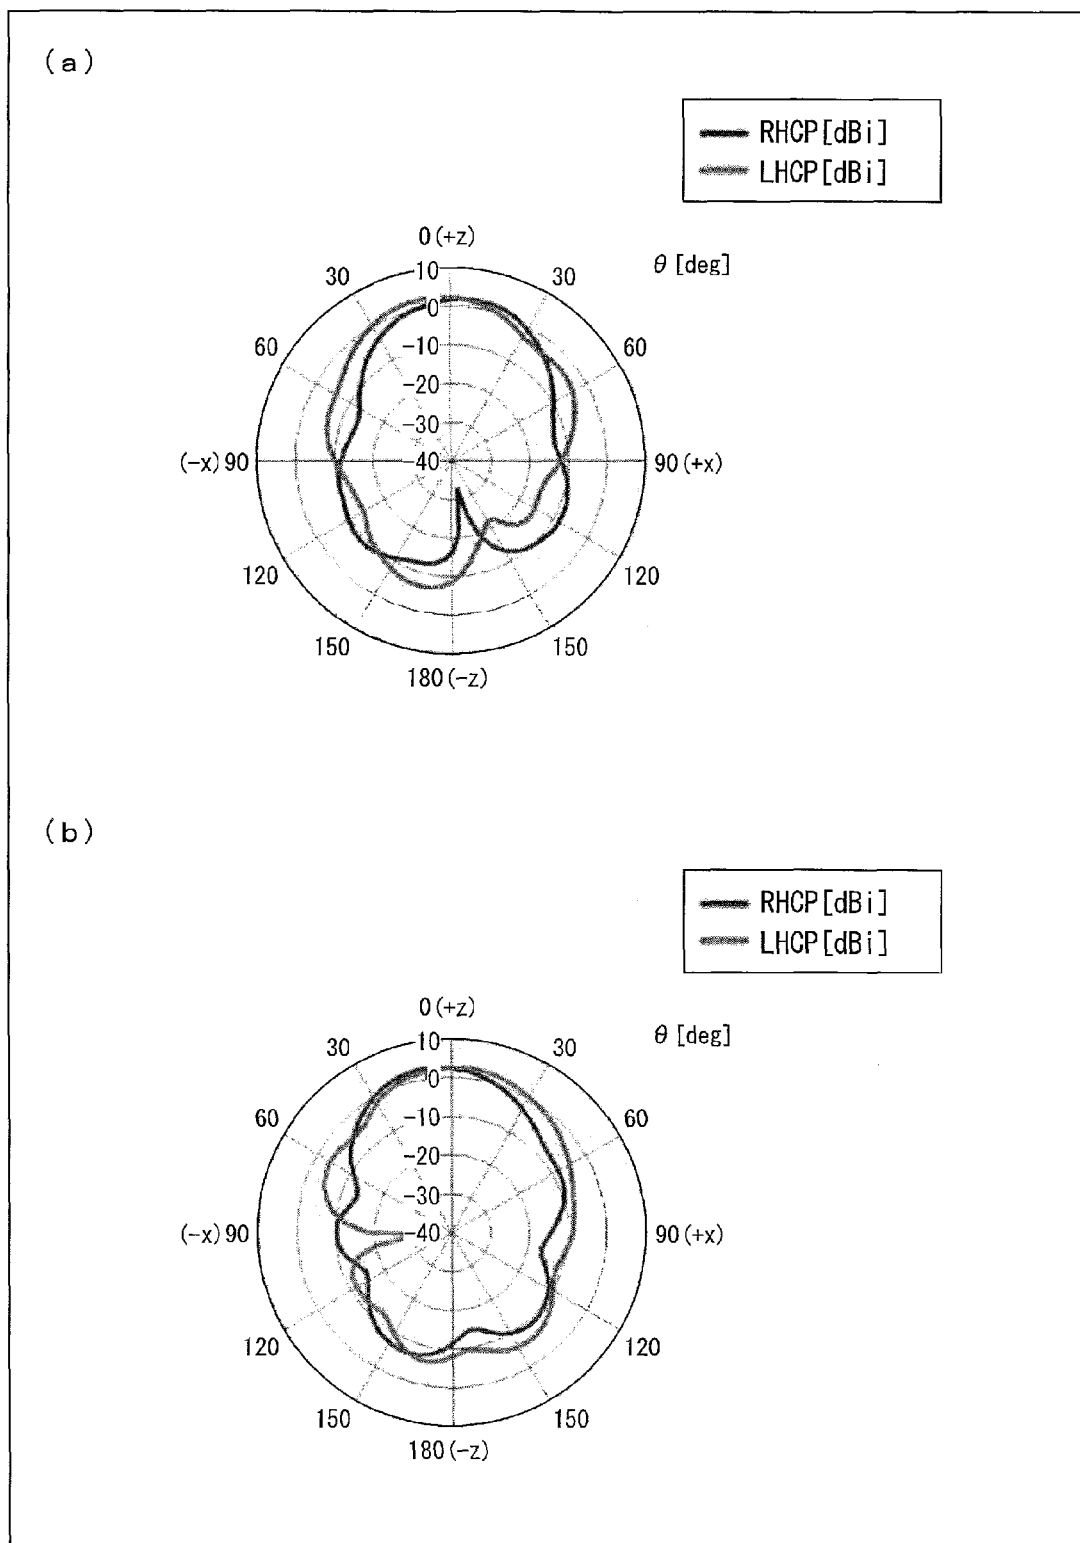 (a)
RHCP[dBi]
LHCP[dBi]
0(+z)
θ[deg]
30 10 30
60 0 60
-10
-20
-30
(-x)90 -40 90(+x)
120 120
150 150
180(-z)
(b)
RHCP[dBi]
LHCP[dBi]
0(+z)
θ[deg]
30 10 30
60 0 60
-10
-20
-30
(-x)90 -40 90(+x)
120 120
150 150
180(-z)